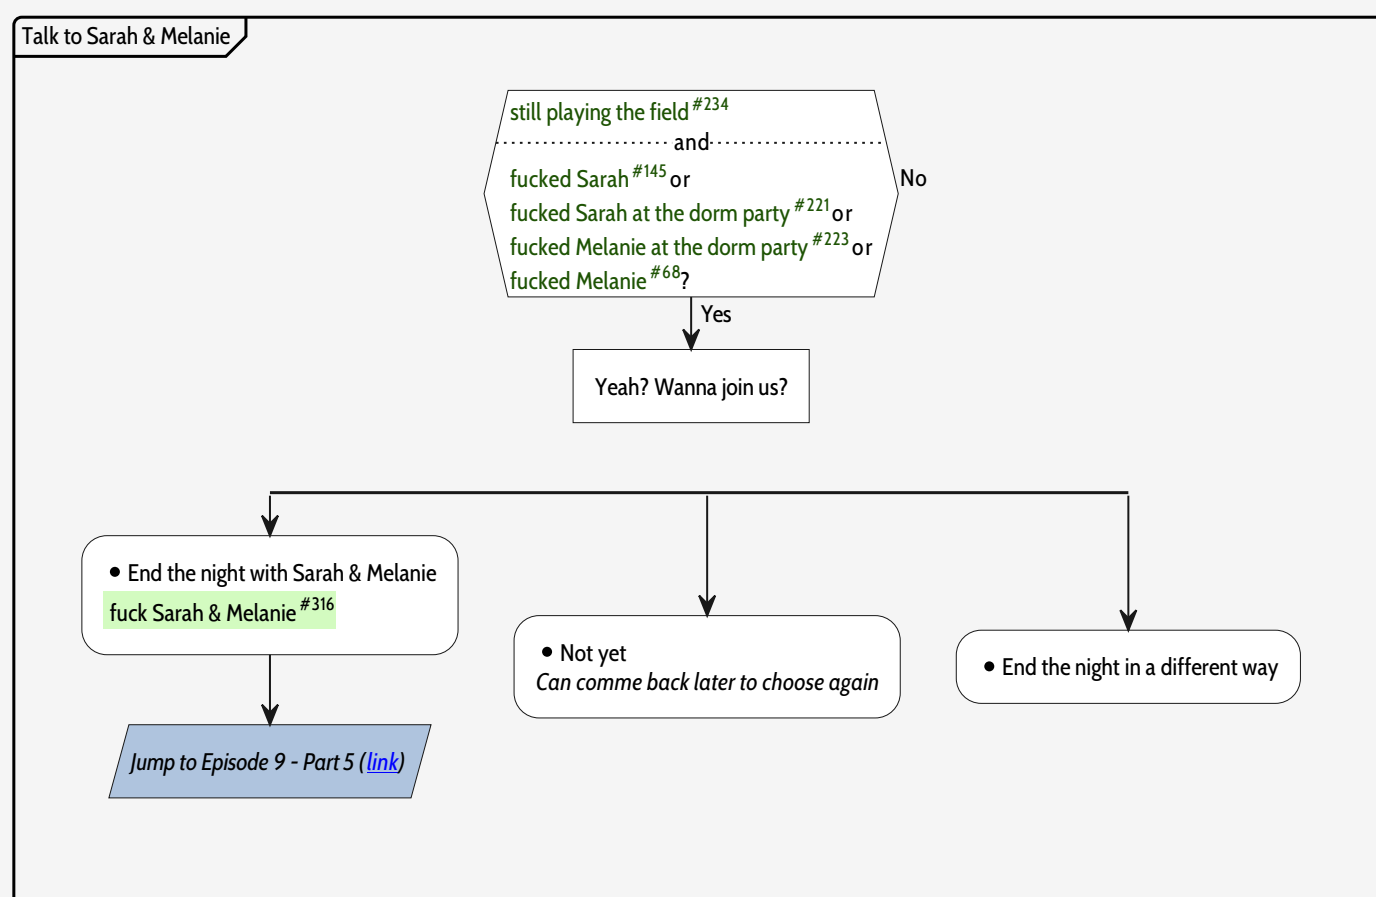 Talk to Sarah & Melanie
still playing the field #234
and
fucked Sarah #145 or
No
fucked Sarah at the dorm party #221 or
fucked Melanie at the dorm party #223 or
fucked Melanie #68?
Yes
Yeah? Wanna join us?
• End the night with Sarah & Melanie
fuck Sarah & Melanie #316
• Not yet
Can comme back later to choose again
• End the night in a different way
Jump to Episode 9 - Part 5 (link)